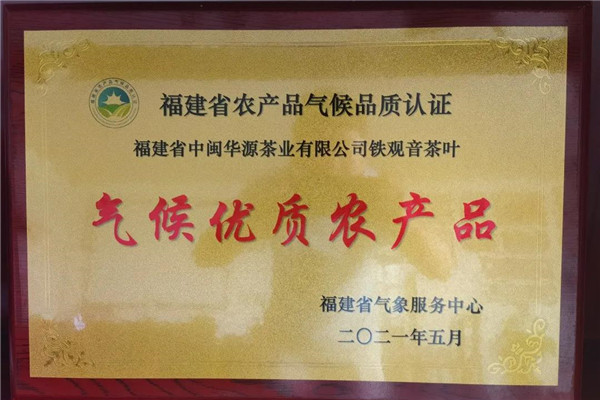 福建省农产品气候品质认证
福建省中闽华源茶业有限公司铁观音茶叶
气候优质农产品
福建省气象服务中心
二〇二一年五月